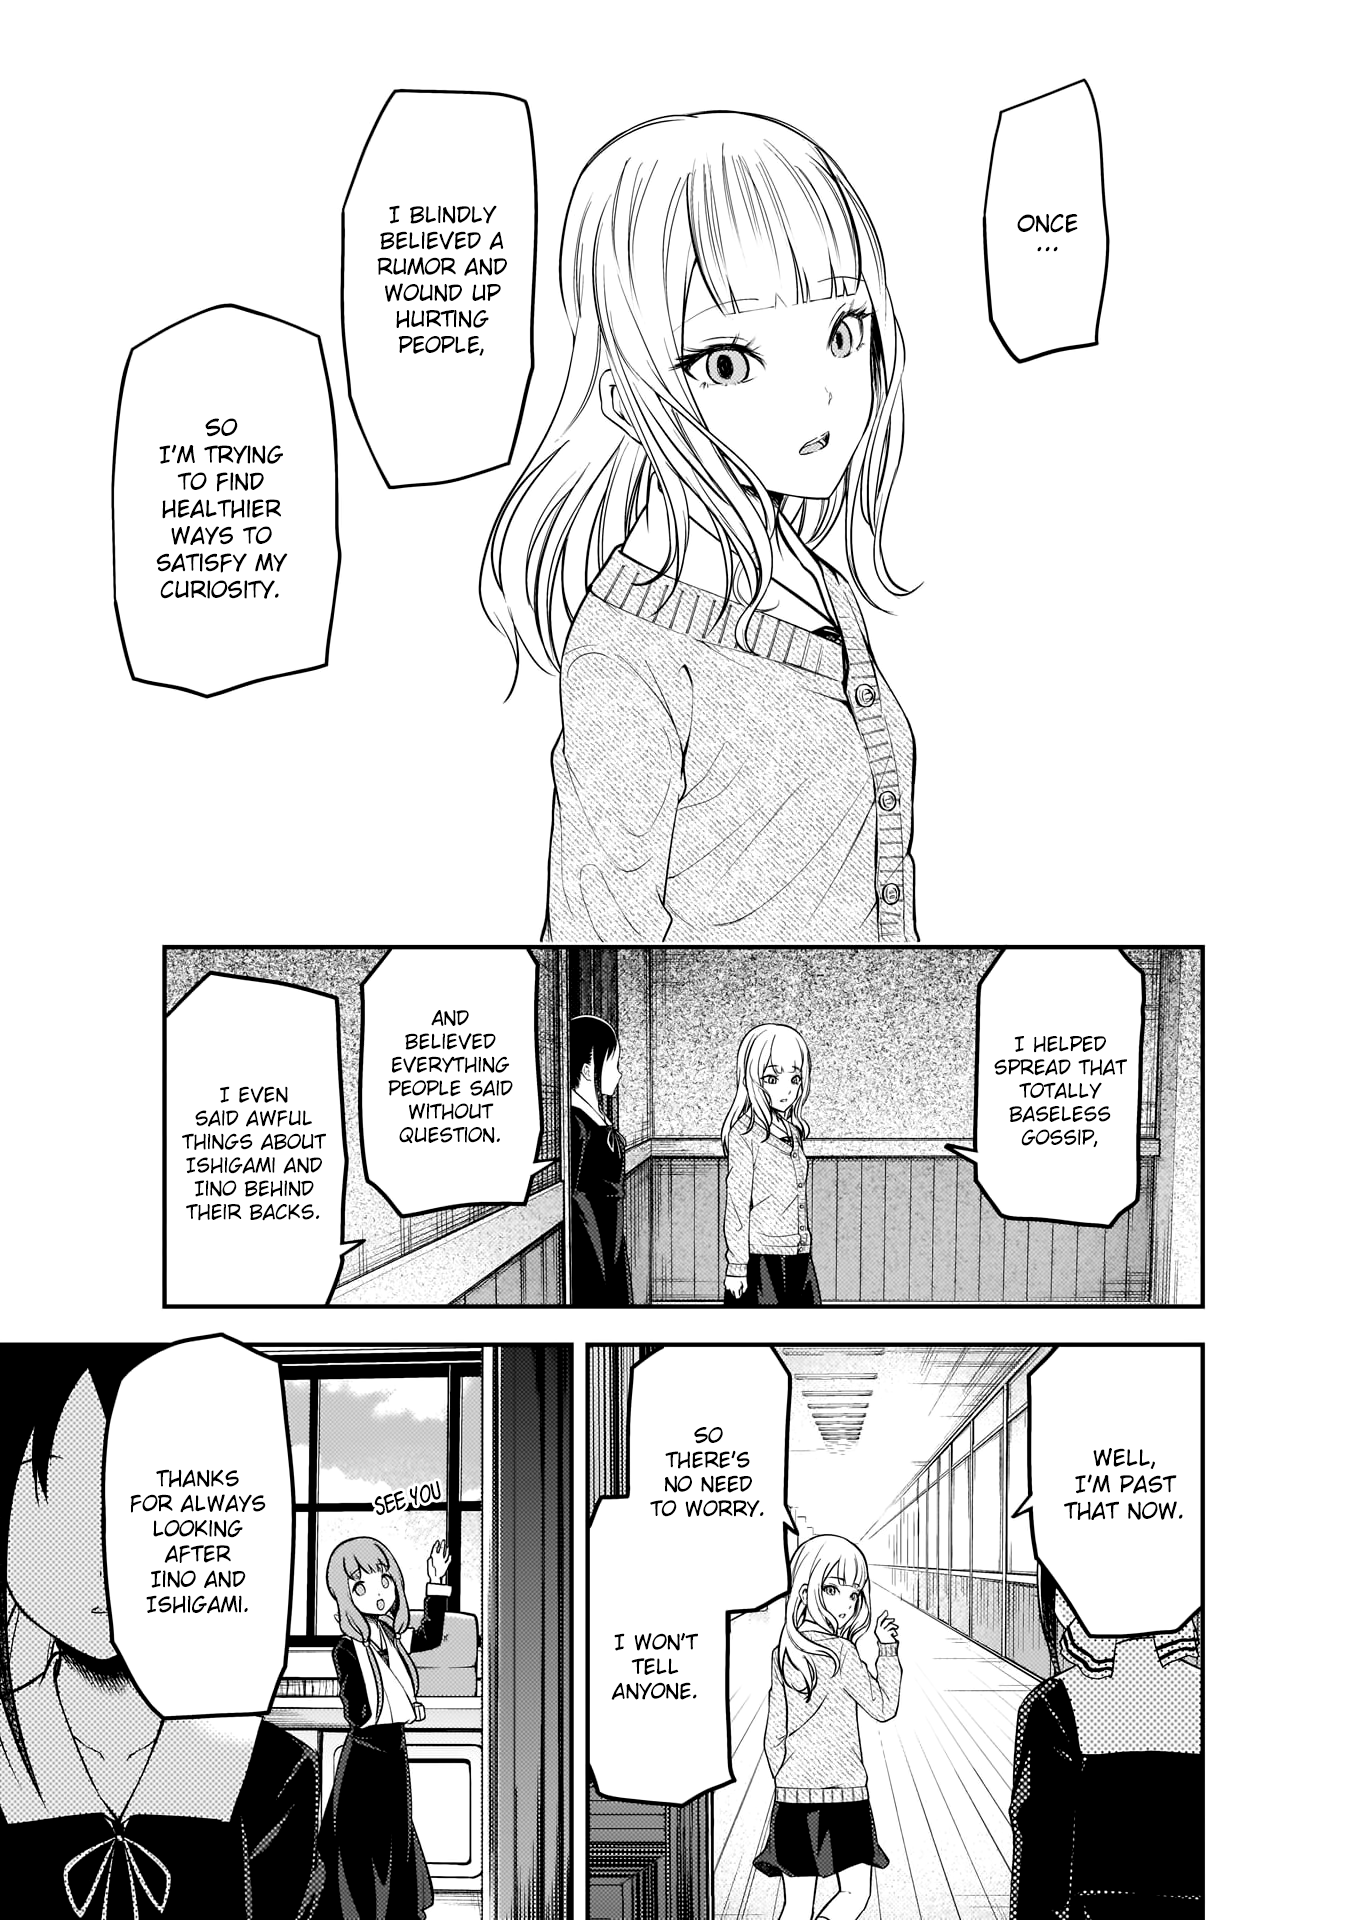 ONCE
...
I BLINDLY
BELIEVED A
RUMOR AND
WOUND UP
HURTING
PEOPLE,
SO
I'M TRYING
TO FIND
HEALTHIER
WAYS TO
SATISFY MY
CURIOSITY.
I HELPED
SPREAD THAT
TOTALLY
BASELESS
GOSSIP,
AND
BELIEVED
EVERYTHING
PEOPLE SAID
WITHOUT
QUESTION.
I EVEN
SAID AWFUL
THINGS ABOUT
ISHIGAMI AND
IINO BEHIND
THEIR BACKS.
WELL,
I'M PAST
THAT NOW.
SO
THERE'S
NO NEED
TO WORRY.
I WON'T
TELL
ANYONE.
SEE YOU
THANKS
FOR ALWAYS
LOOKING
AFTER
IINO AND
ISHIGAMI.